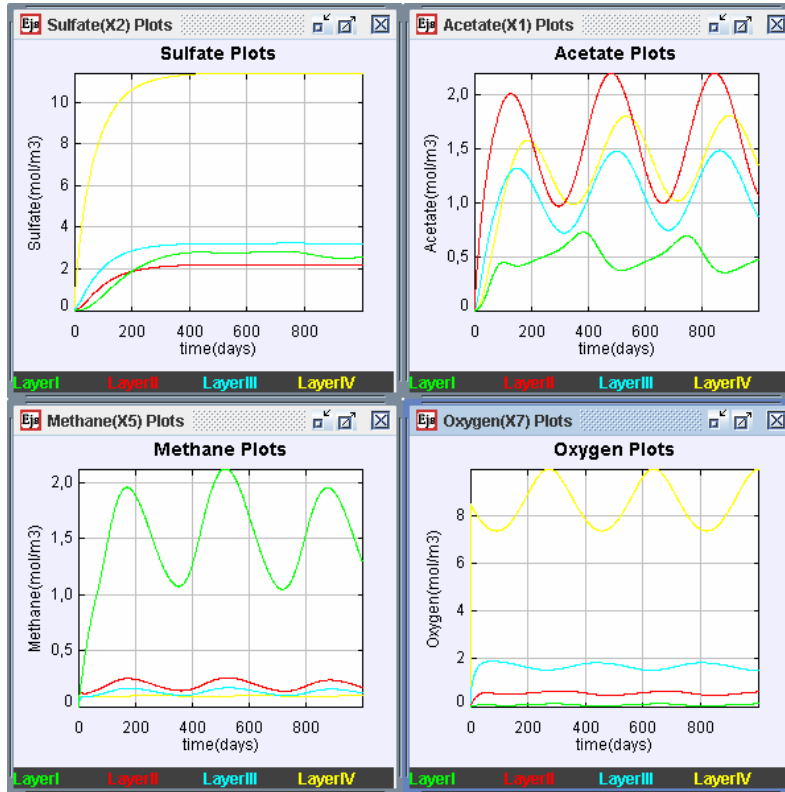 Ejs Sulfate(X2) Plots
Sulfate Plots
10
8
6
4
2
0
Sulfate(mol/m3)
0 200 400 600 800
time(days)
LayerI LayerII LayerIII LayerIV
Ejs Acetate(X1) Plots
Acetate Plots
2,0
1,5
1,0
0,5
0
Acetate(mol/m3)
0 200 400 600 800
time(days)
LayerI LayerII LayerIII LayerIV
Ejs Methane(X5) Plots
Methane Plots
2,0
1,5
1,0
0,5
0
Methane(mol/m3)
0 200 400 600 800
time(days)
LayerI LayerII LayerIII LayerIV
Ejs Oxygen(X7) Plots
Oxygen Plots
8
6
4
2
0
Oxygen(mol/m3)
0 200 400 600 800
time(days)
LayerI LayerII LayerIII LayerIV